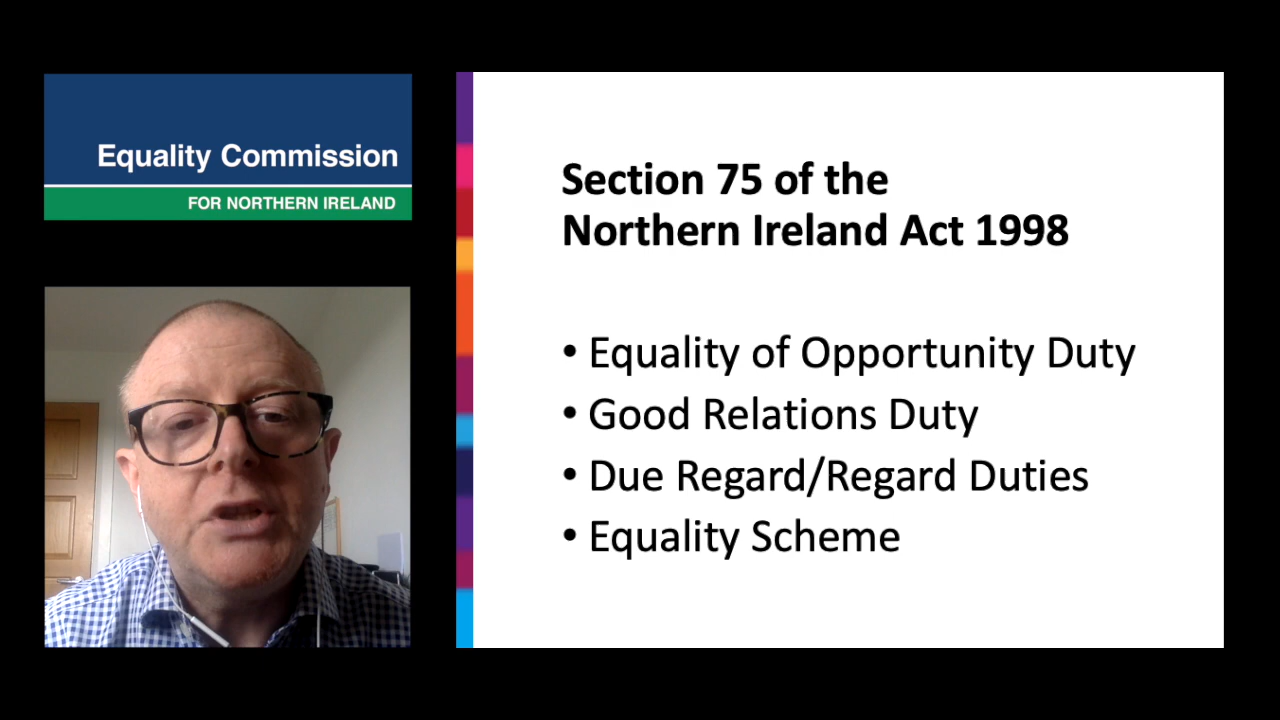 Equality Commission
FOR NORTHERN IRELAND
Section 75 of the
Northern Ireland Act 1998
• Equality of Opportunity Duty
• Good Relations Duty
• Due Regard/Regard Duties
• Equality Scheme